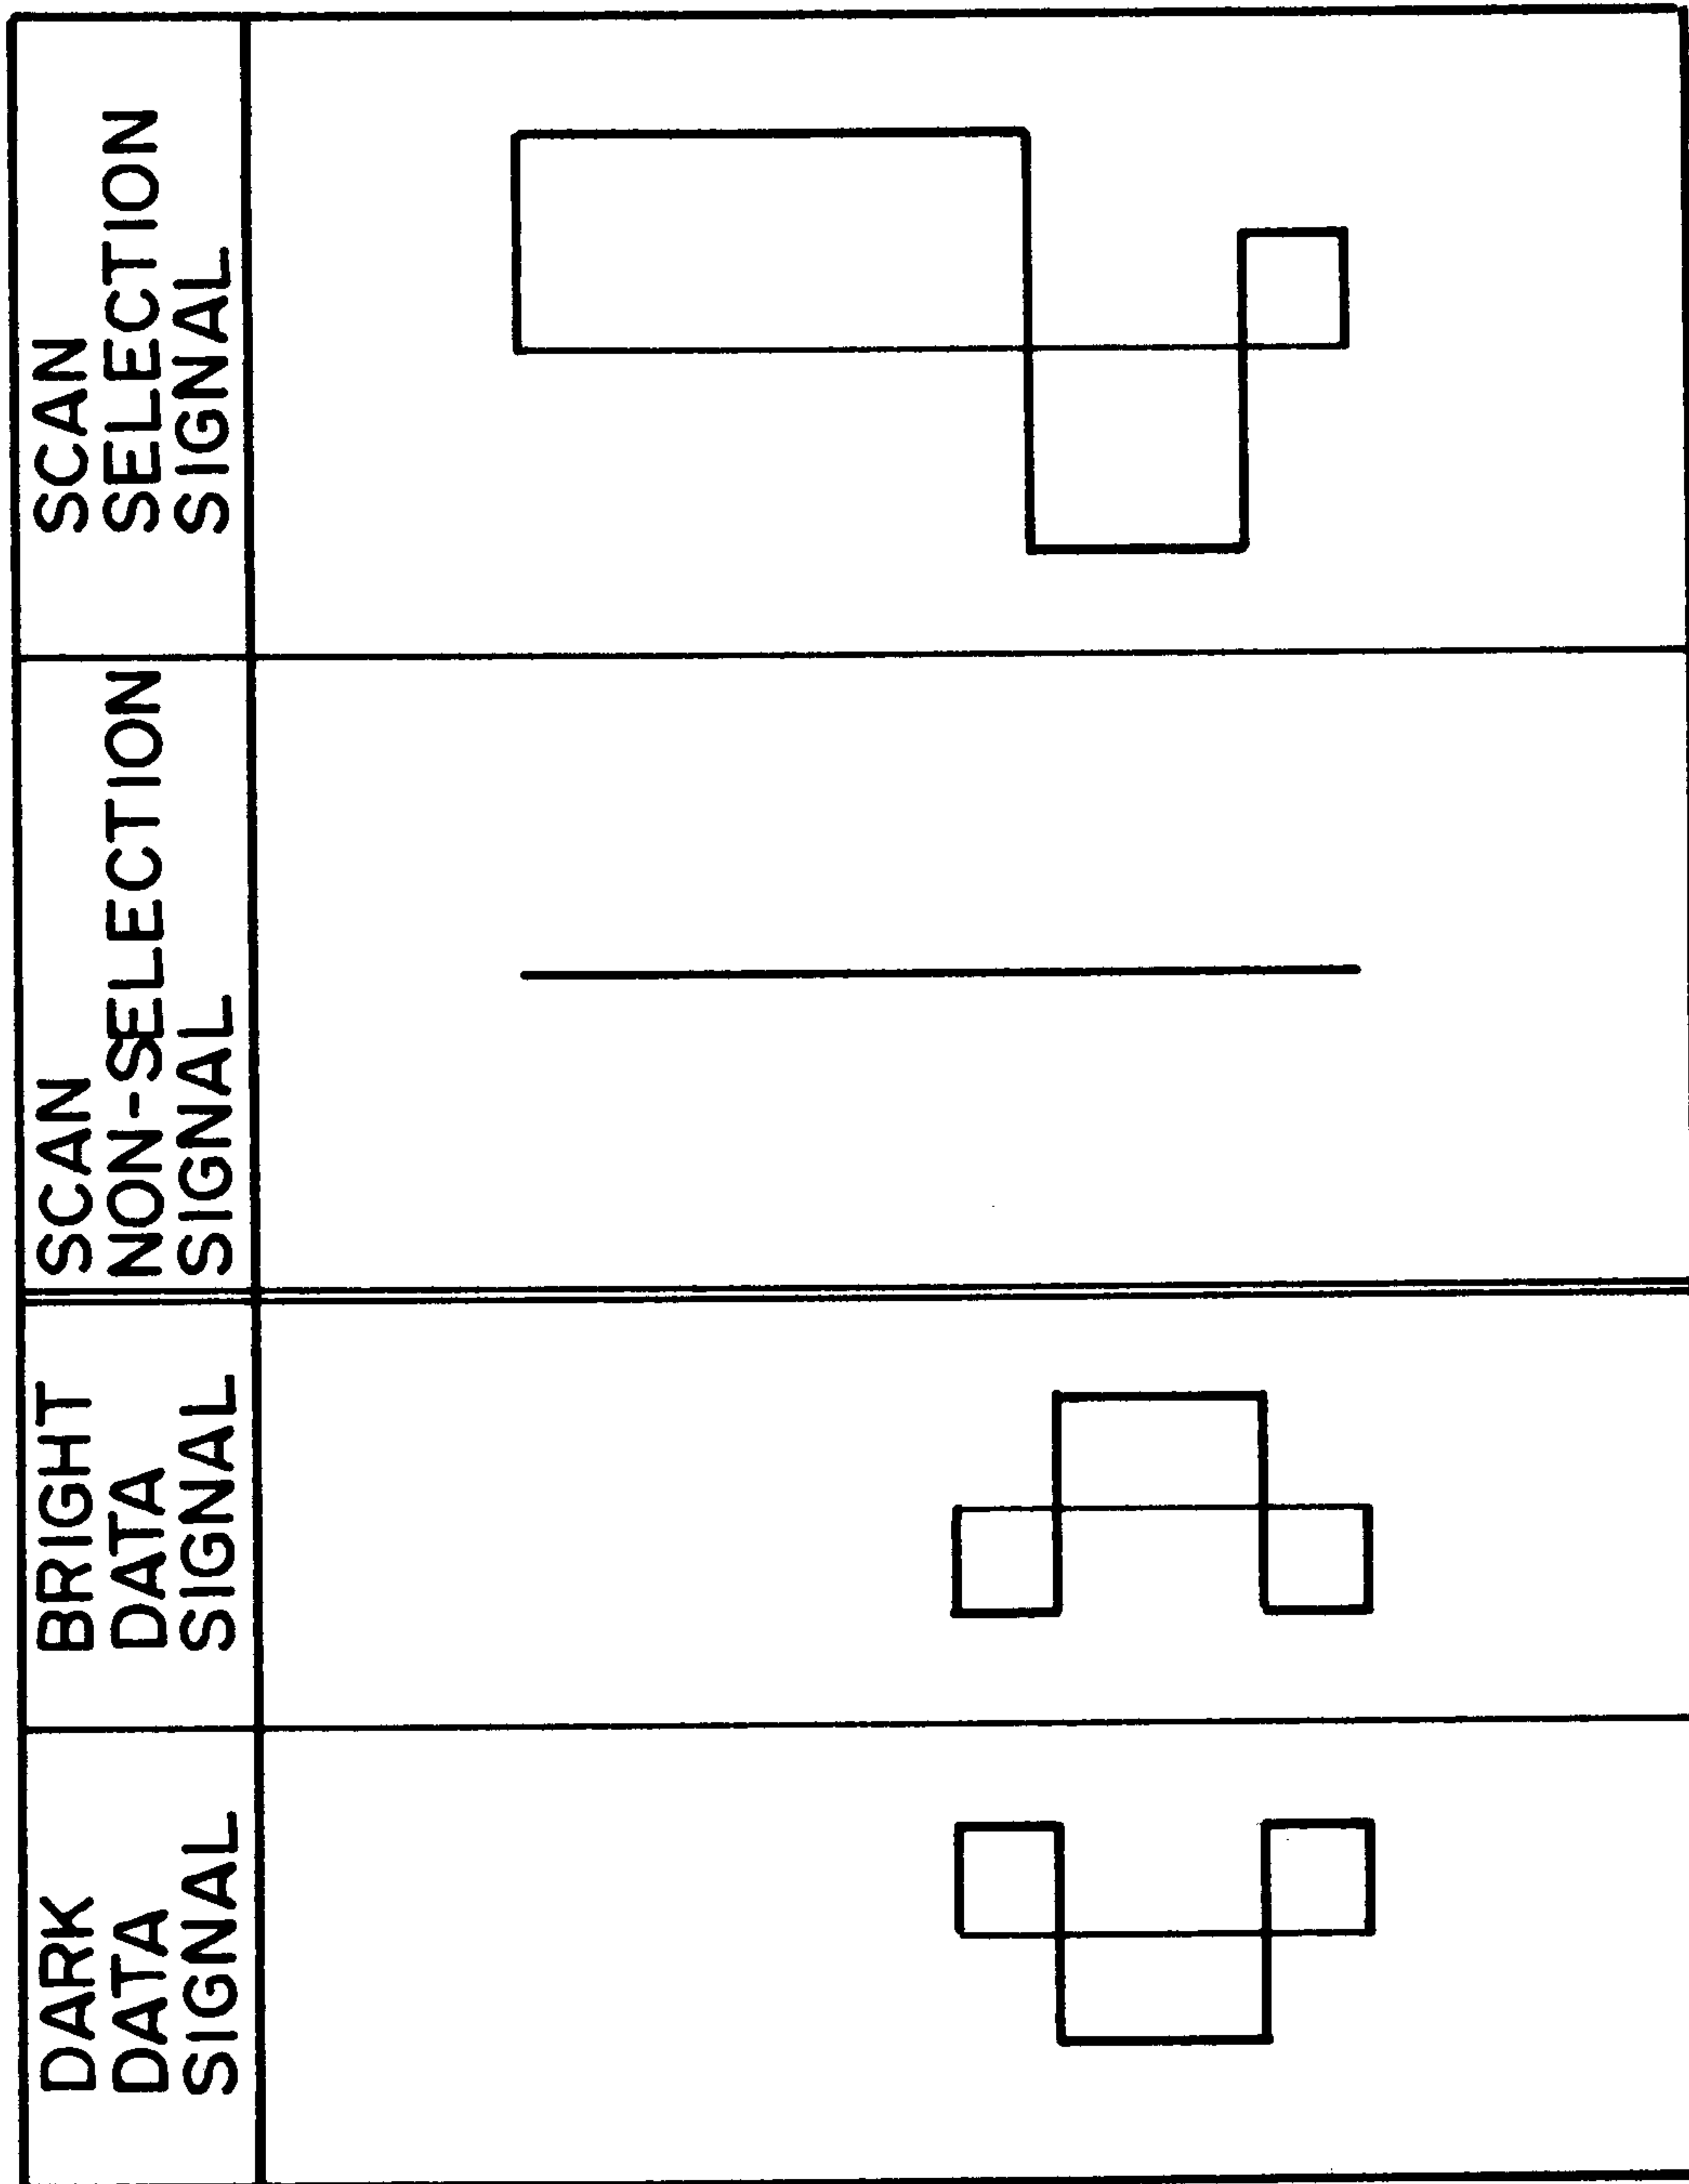 DARK
DATA
SIGNAL
BRIGHT
DATA
SIGNAL
SCAN
NON-SELECTION
SIGNAL
SCAN
SELECTION
SIGNAL